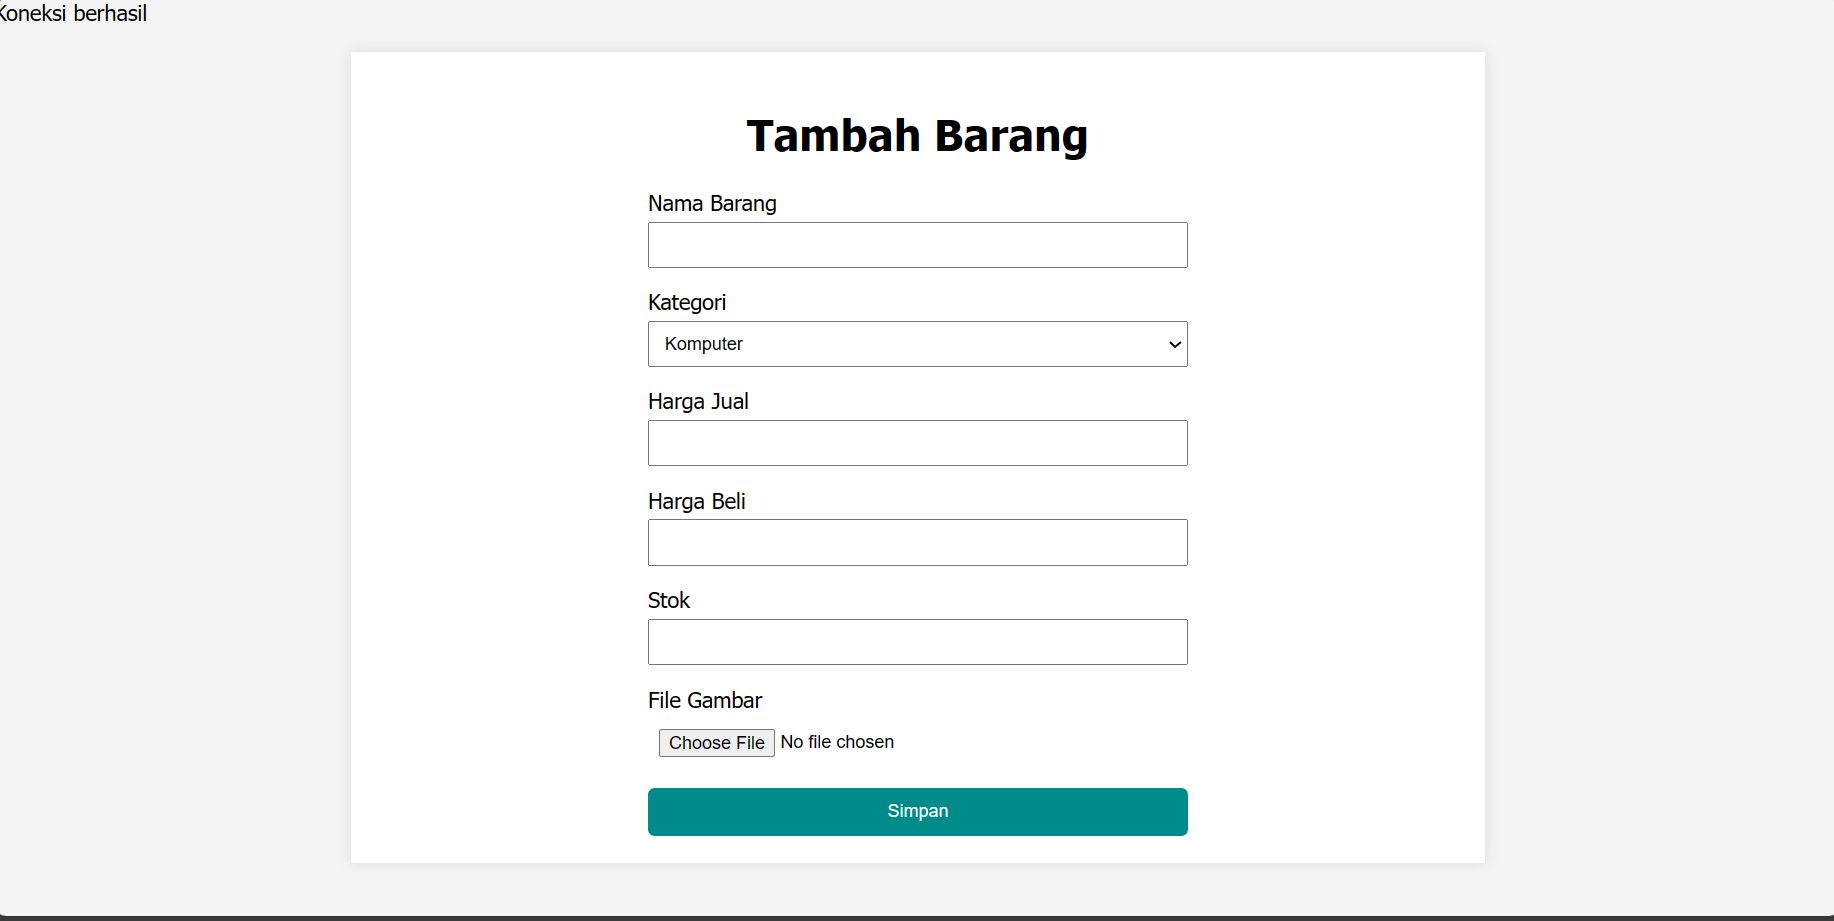 Koneksi berhasil
Tambah Barang
Nama Barang
Kategori
Komputer
Harga Jual
Harga Beli
Stok
File Gambar
Choose File No file chosen
Simpan